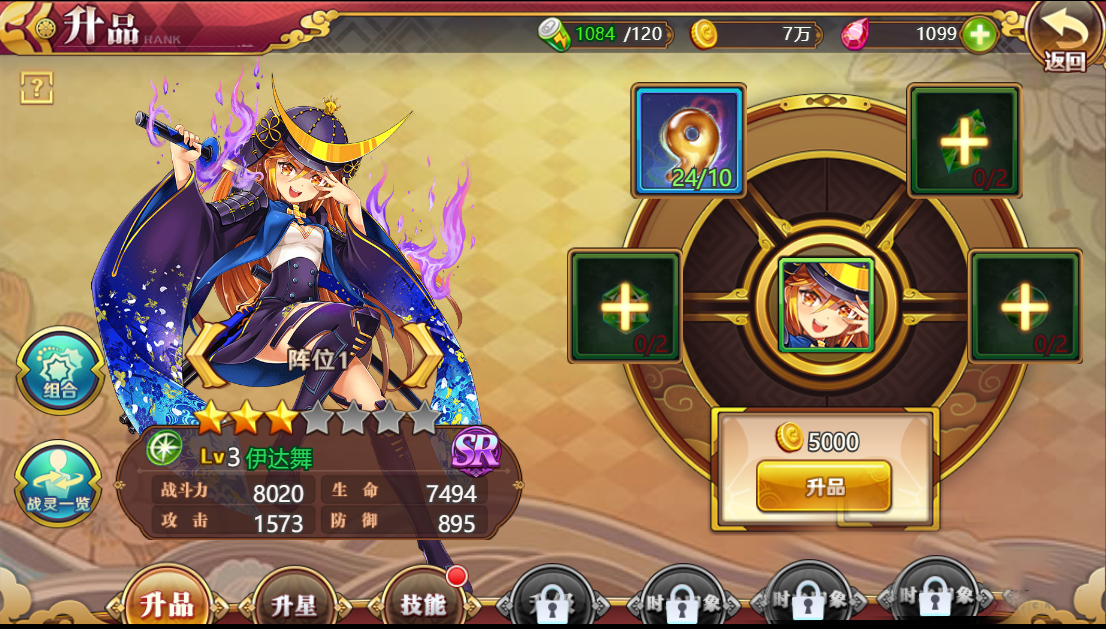 升品 RANK
1084 /120
7万
1099
返回
?
24/10
0/2
0/2
0/2
组合
阵位1
Lv3 伊达舞
SR
战灵一览
战斗力 8020 生命 7494
攻击 1573 防御 895
5000
升品
升品
升星
技能